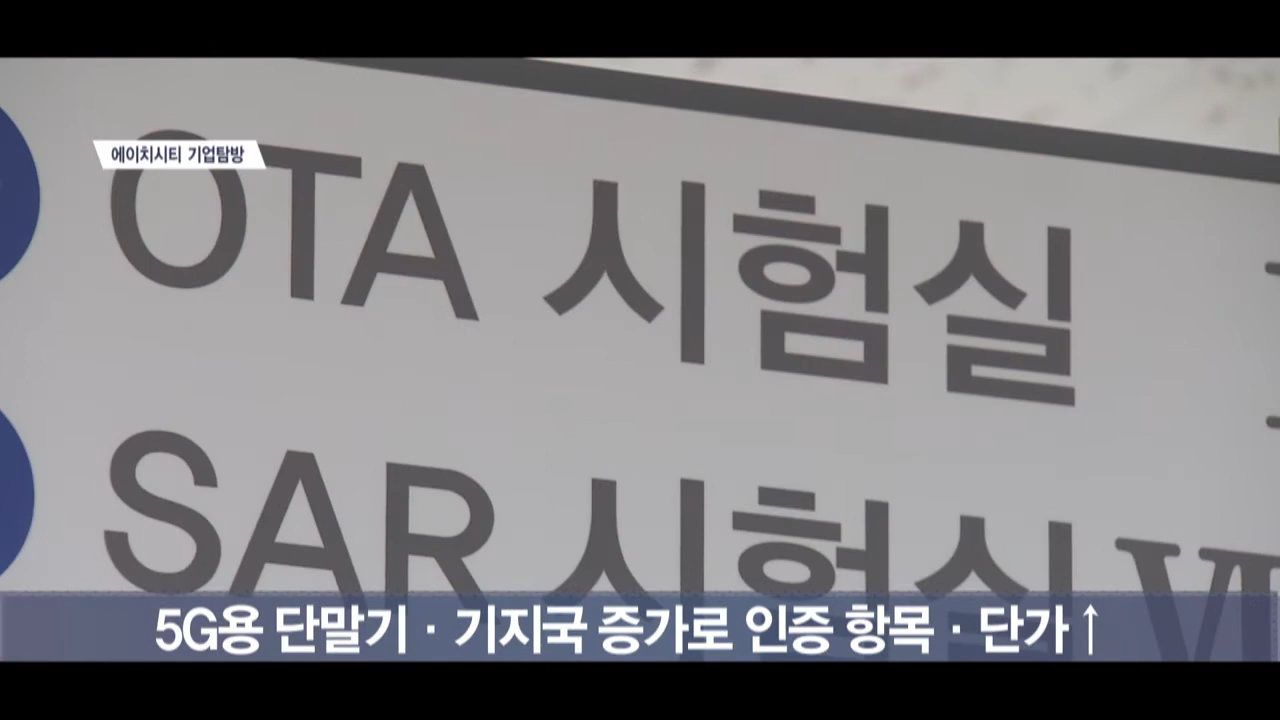 에이치시티 기업탐방
OTA 시험실
SAR 시험실
5G용 단말기 · 기지국 증가로 인증 항목 · 단가↑